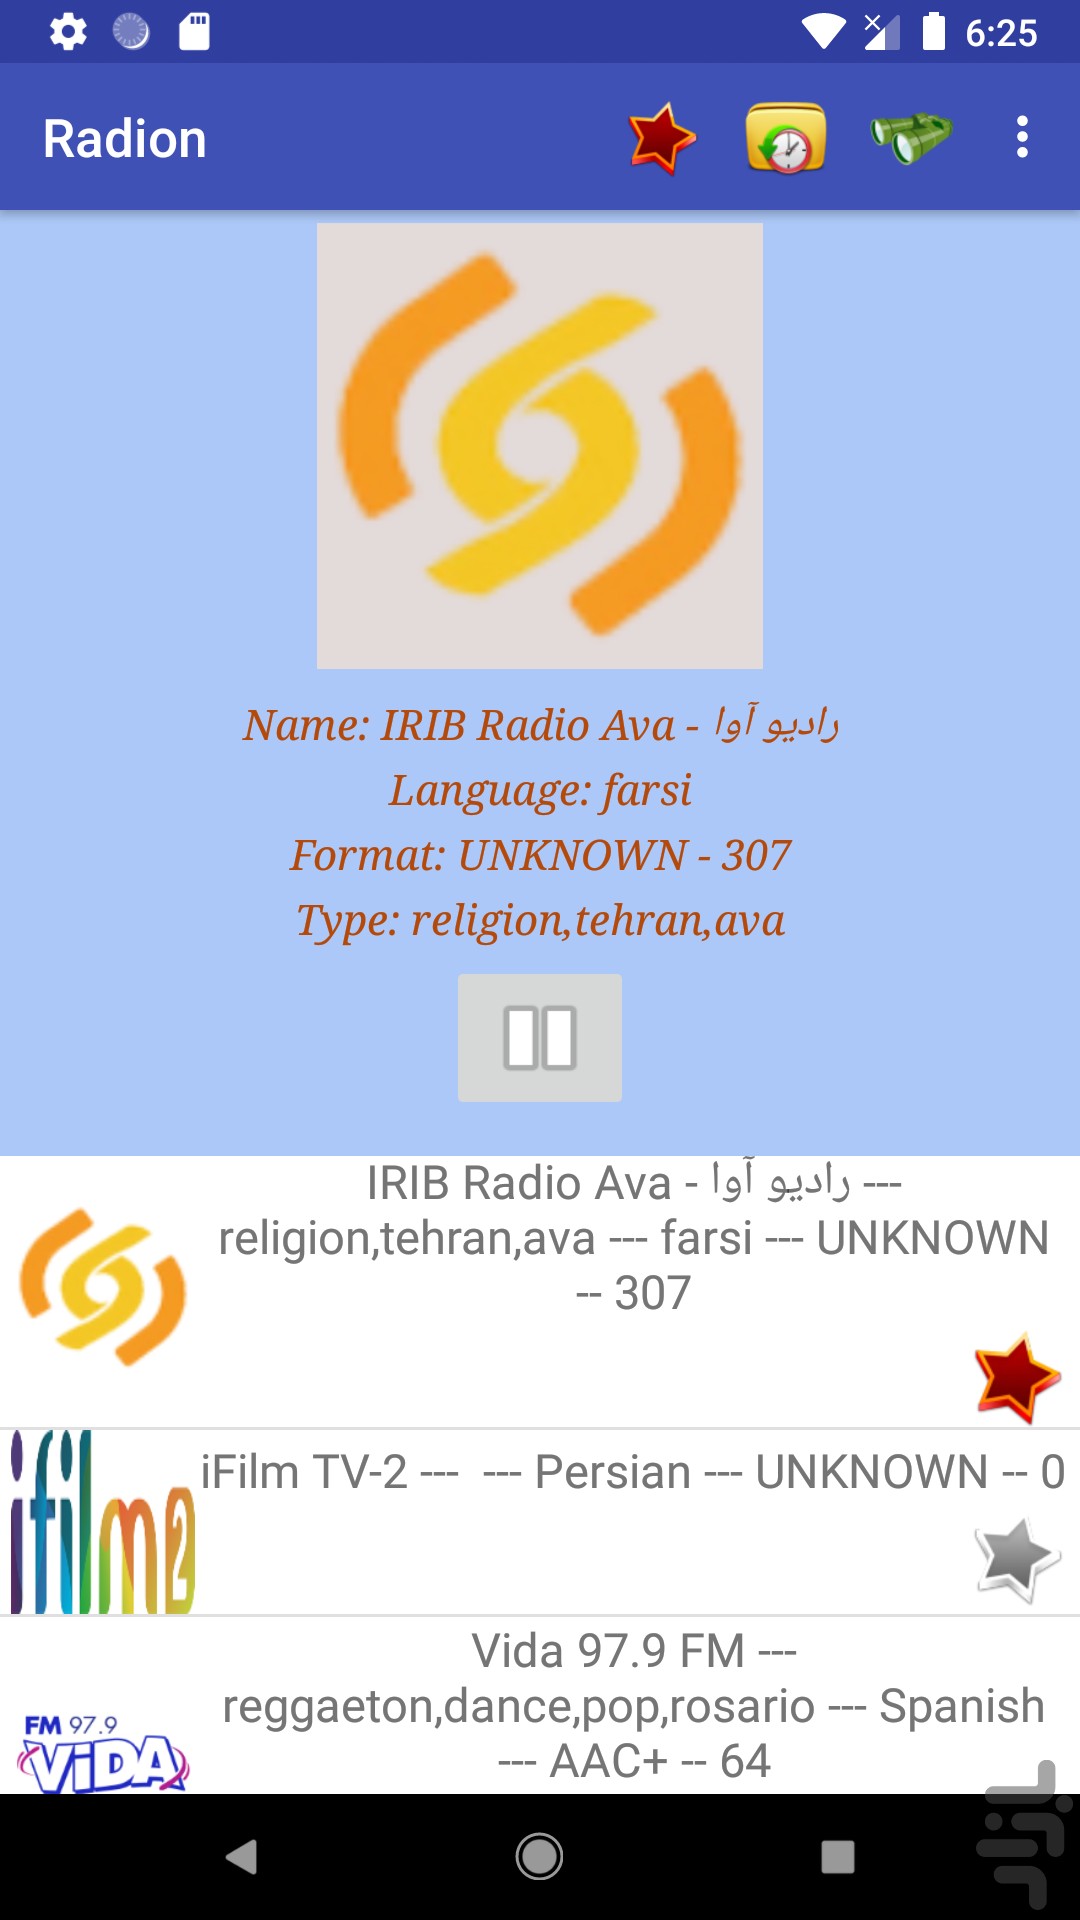 6:25
Radion
Name: IRIB Radio Ava - رادیو آوا
Language: farsi
Format: UNKNOWN - 307
Type: religion,tehran,ava
IRIB Radio Ava - رادیو آوا ---
religion,tehran,ava --- farsi --- UNKNOWN
-- 307
ifilm2
iFilm TV-2 ---  --- Persian --- UNKNOWN -- 0
Vida 97.9 FM ---
reggaeton,dance,pop,rosario --- Spanish
--- AAC+ -- 64
FM 97.9
ViDA